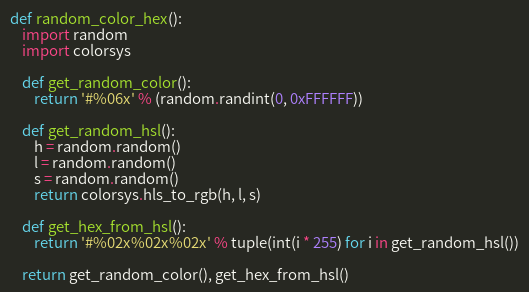 def random_color_hex():
    import random
    import colorsys

    def get_random_color():
        return '#%06x' % (random.randint(0, 0xFFFFFF))

    def get_random_hsl():
        h = random.random()
        l = random.random()
        s = random.random()
        return colorsys.hls_to_rgb(h, l, s)

    def get_hex_from_hsl():
        return '#%02x%02x%02x' % tuple(int(i * 255) for i in get_random_hsl())

    return get_random_color(), get_hex_from_hsl()